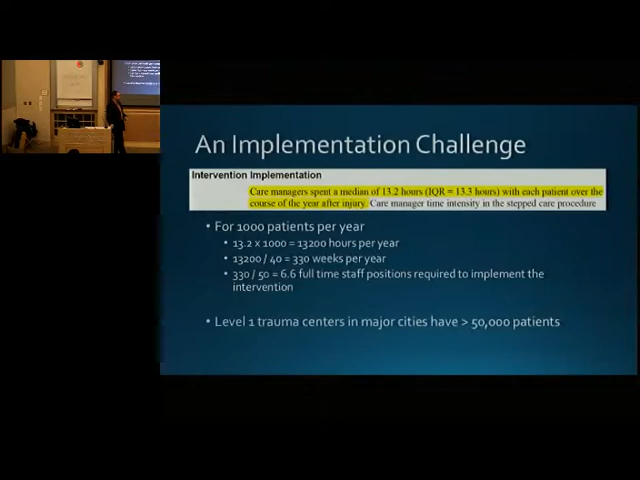 An Implementation Challenge
Intervention Implementation
Care managers spent a median of 13.2 hours (IQR = 13.3 hours) with each patient over the
course of the year after injury. Care manager time intensity in the stepped care procedure
• For 1000 patients per year
• 13.2 x 1000 = 13200 hours per year
• 13200 / 40 = 330 weeks per year
• 330 / 50 = 6.6 full time staff positions required to implement the
intervention
• Level 1 trauma centers in major cities have > 50,000 patients